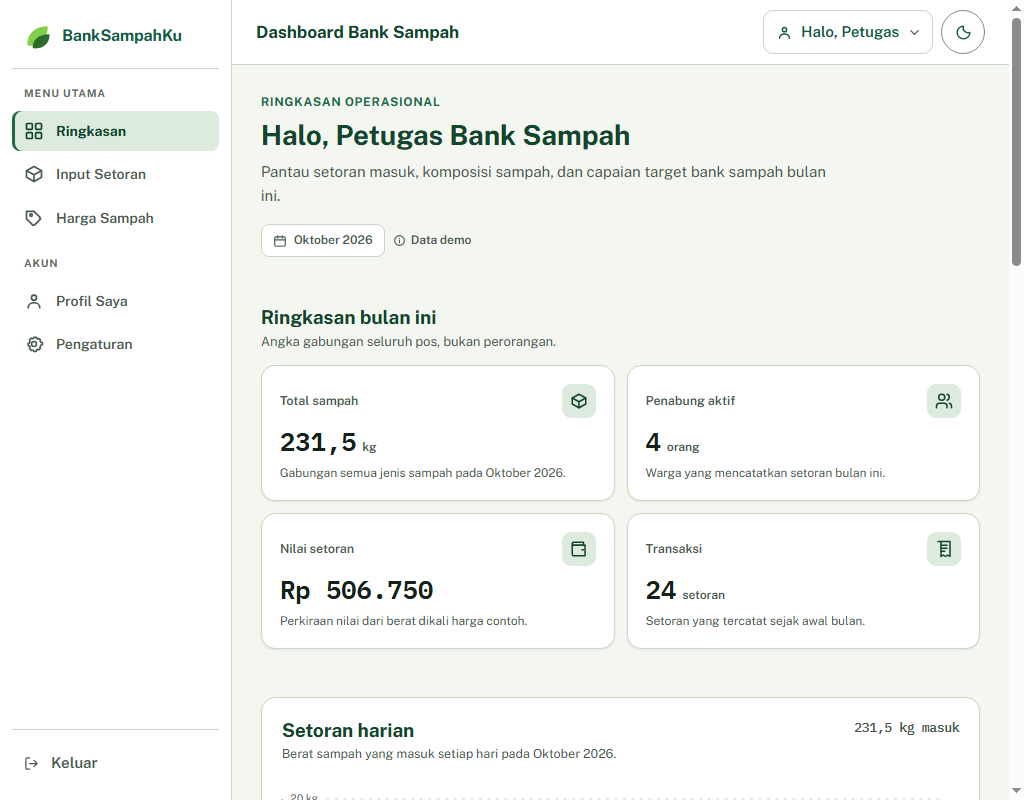 BankSampahKu
MENU UTAMA
Ringkasan
Input Setoran
Harga Sampah
AKUN
Profil Saya
Pengaturan
Keluar
Dashboard Bank Sampah
Halo, Petugas
RINGKASAN OPERASIONAL
Halo, Petugas Bank Sampah
Pantau setoran masuk, komposisi sampah, dan capaian target bank sampah bulan
ini.
Oktober 2026
Data demo
Ringkasan bulan ini
Angka gabungan seluruh pos, bukan perorangan.
Total sampah
231,5 kg
Gabungan semua jenis sampah pada Oktober 2026.
Penabung aktif
4 orang
Warga yang mencatatkan setoran bulan ini.
Nilai setoran
Rp 506.750
Perkiraan nilai dari berat dikali harga contoh.
Transaksi
24 setoran
Setoran yang tercatat sejak awal bulan.
Setoran harian
231,5 kg masuk
Berat sampah yang masuk setiap hari pada Oktober 2026.
20 kg